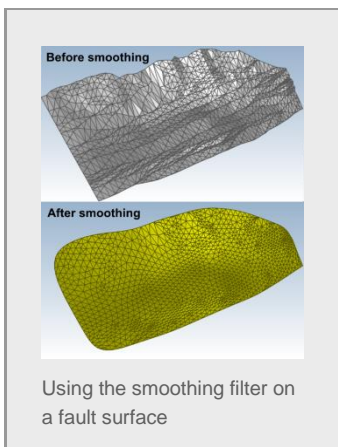 Before smoothing
After smoothing
Using the smoothing filter on
a fault surface